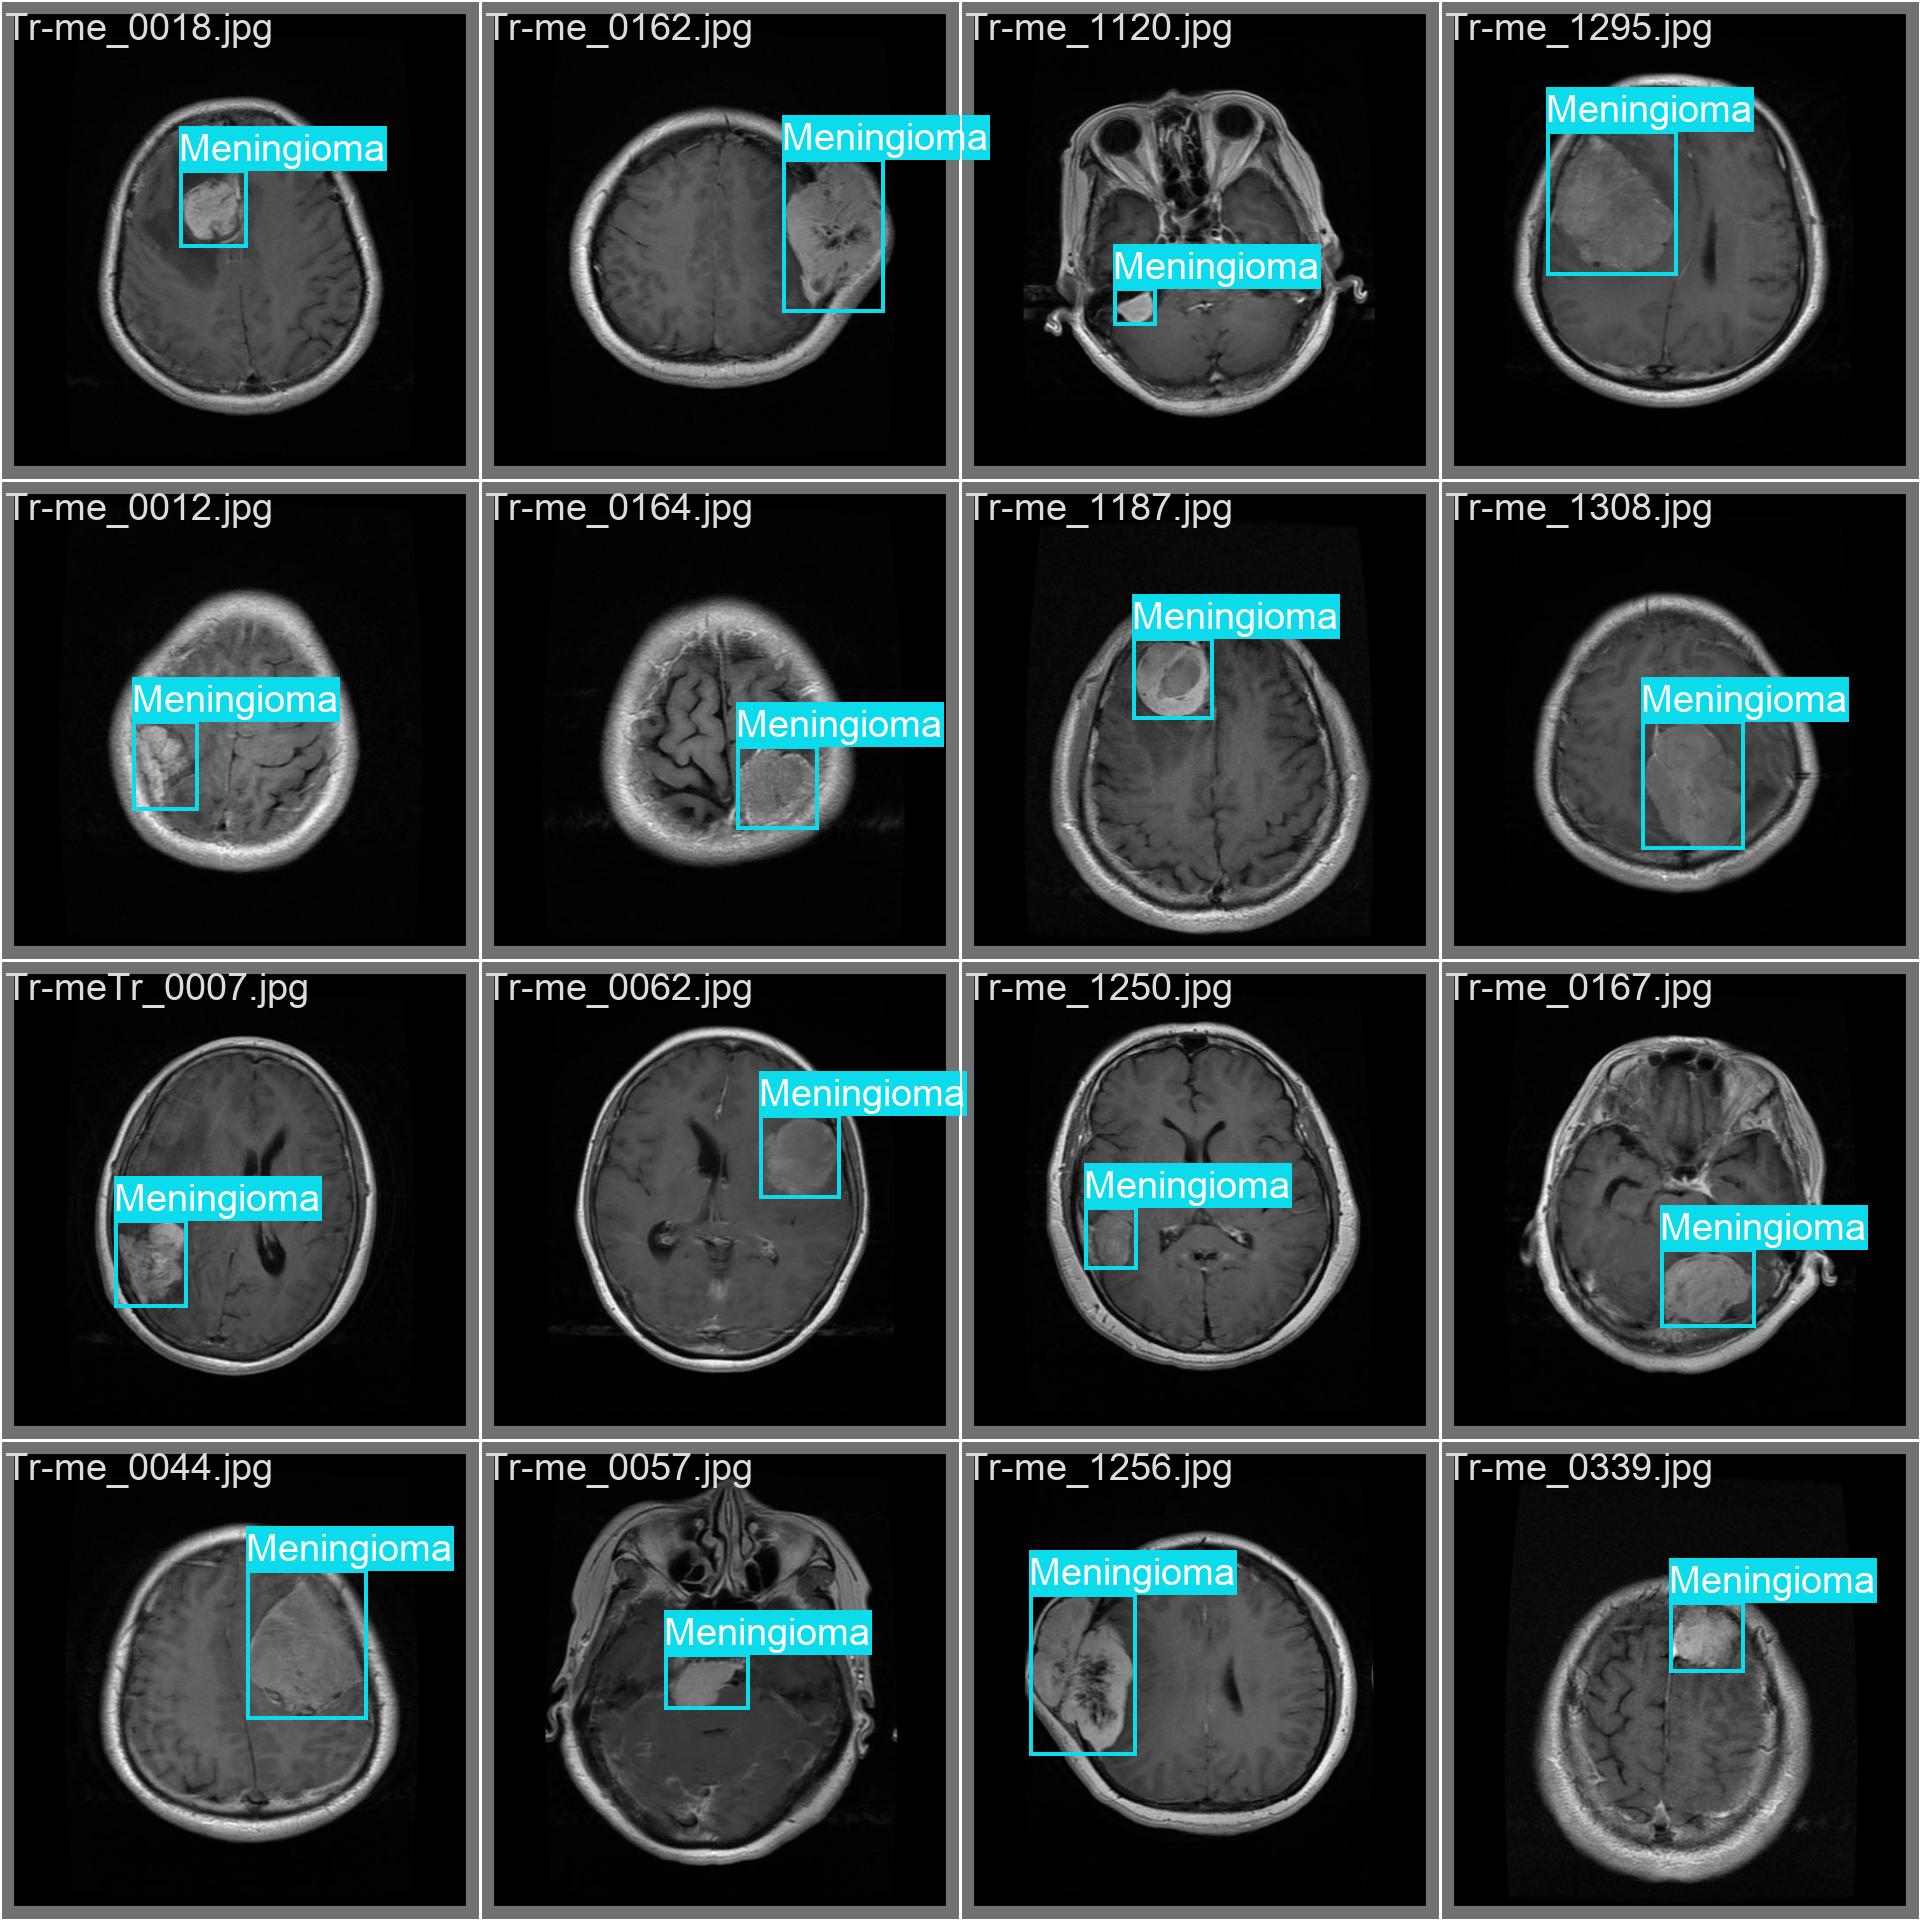 Tr-me_0018.jpg
Meningioma
Tr-me_0162.jpg
Meningioma
Tr-me_1120.jpg
Meningioma
Tr-me_1295.jpg
Meningioma
Tr-me_0012.jpg
Meningioma
Tr-me_0164.jpg
Meningioma
Tr-me_1187.jpg
Meningioma
Tr-me_1308.jpg
Meningioma
Tr-meTr_0007.jpg
Meningioma
Tr-me_0062.jpg
Meningioma
Tr-me_1250.jpg
Meningioma
Tr-me_0167.jpg
Meningioma
Tr-me_0044.jpg
Meningioma
Tr-me_0057.jpg
Meningioma
Tr-me_1256.jpg
Meningioma
Tr-me_0339.jpg
Meningioma